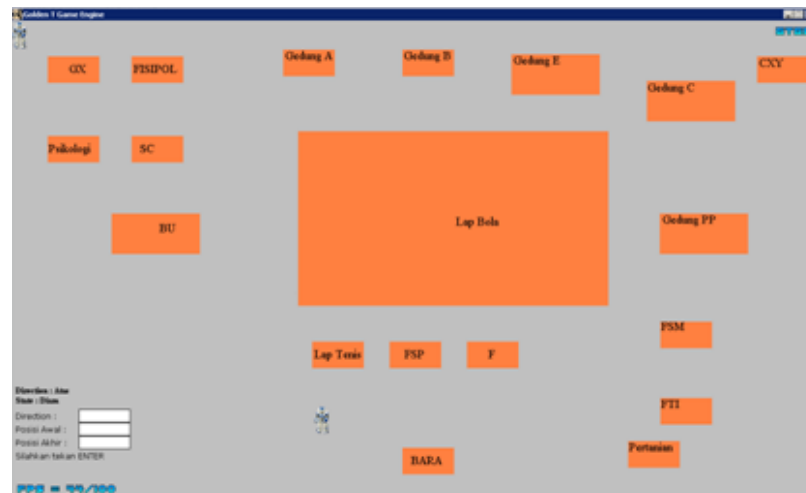 Golden T Game Engine
GX
FISIPOL
Gedung A
Gedung B
Gedung E
CXY
Gedung C
Psikologi
SC
BU
Lap Bola
Gedung PP
Lap Tenis
FSP
F
FSM
FTI
Pertanian
BARA
Direction : Atas
State : Diam
Direction :
Posisi Awal :
Posisi Akhir :
Silahkan tekan ENTER